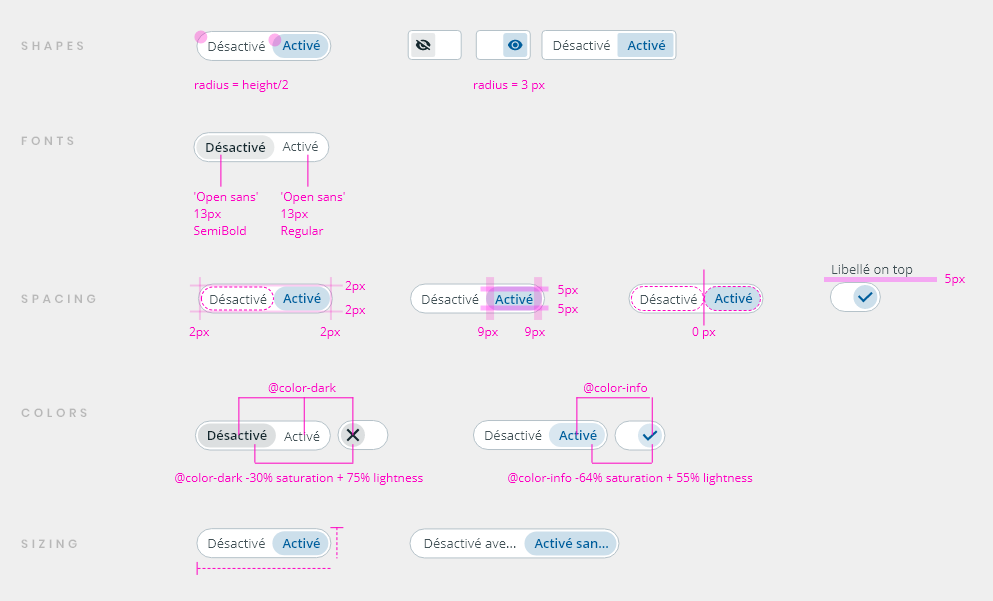 SHAPES
Désactivé Activé
Désactivé Activé
radius = height/2
radius = 3 px
FONTS
Désactivé Activé
'Open sans' 'Open sans'
13px 13px
SemiBold Regular
SPACING
Désactivé Activé
2px
2px
2px 2px
Désactivé Activé
5px
5px
9px 9px
Désactivé Activé
0 px
Libellé on top
5px
COLORS
@color-dark
Désactivé Activé
@color-dark -30% saturation + 75% lightness
@color-info
Désactivé Activé
@color-info -64% saturation + 55% lightness
SIZING
Désactivé Activé
Désactivé ave... Activé san...